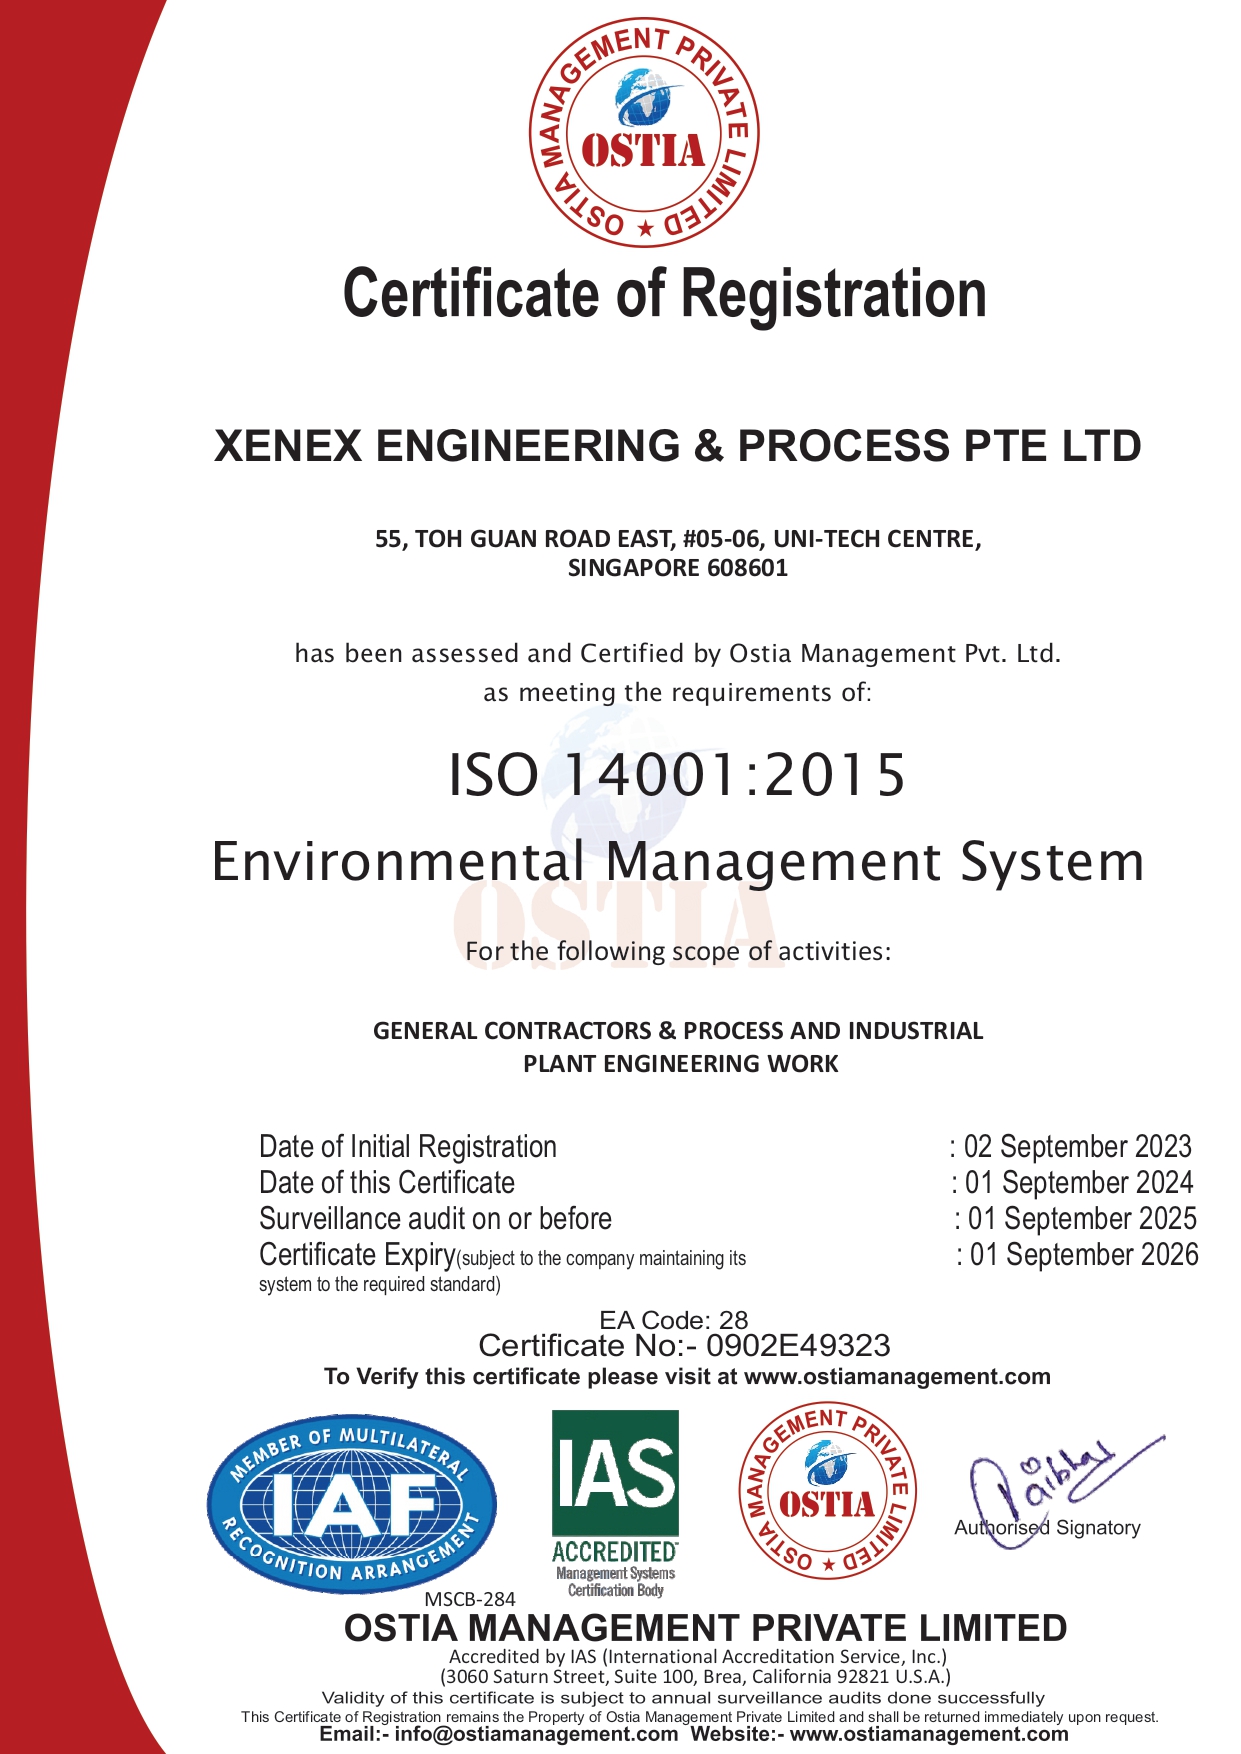 OSTIA MANAGEMENT PRIVATE LIMITED ★
OSTIA
Certificate of Registration
XENEX ENGINEERING & PROCESS PTE LTD
55, TOH GUAN ROAD EAST, #05-06, UNI-TECH CENTRE,
SINGAPORE 608601
has been assessed and Certified by Ostia Management Pvt. Ltd.
as meeting the requirements of:
ISO 14001:2015
Environmental Management System
OSTIA
For the following scope of activities:
GENERAL CONTRACTORS & PROCESS AND INDUSTRIAL
PLANT ENGINEERING WORK
Date of Initial Registration : 02 September 2023
Date of this Certificate : 01 September 2024
Surveillance audit on or before : 01 September 2025
Certificate Expiry(subject to the company maintaining its : 01 September 2026
system to the required standard)
EA Code: 28
Certificate No:- 0902E49323
To Verify this certificate please visit at www.ostiamanagement.com
MEMBER OF MULTILATERAL
IAF
RECOGNITION ARRANGEMENT
IAS
ACCREDITED
Management Systems
Certification Body
OSTIA MANAGEMENT PRIVATE LIMITED ★
OSTIA
Authorised Signatory
MSCB-284
OSTIA MANAGEMENT PRIVATE LIMITED
Accredited by IAS (International Accreditation Service, Inc.)
(3060 Saturn Street, Suite 100, Brea, California 92821 U.S.A.)
Validity of this certificate is subject to annual surveillance audits done successfully
This Certificate of Registration remains the Property of Ostia Management Private Limited and shall be returned immediately upon request.
Email:- info@ostiamanagement.com Website:- www.ostiamanagement.com